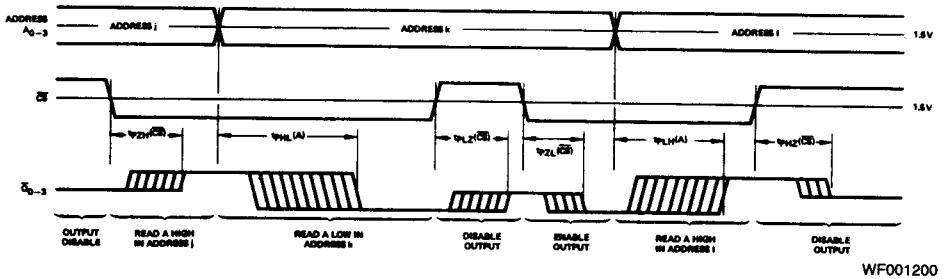 ADDRESS
A0–3
ADDRESS j
ADDRESS k
ADDRESS l
1.5 V
CS
1.5 V
tPZH(CS)
tPHL(A)
tPLZ(CS)
tPZL(CS)
tPLH(A)
tPHZ(CS)
O0–3
OUTPUT
DISABLE
READ A HIGH
IN ADDRESS j
READ A LOW IN
ADDRESS k
DISABLE
OUTPUT
ENABLE
OUTPUT
READ A HIGH
IN ADDRESS l
DISABLE
OUTPUT
WF001200